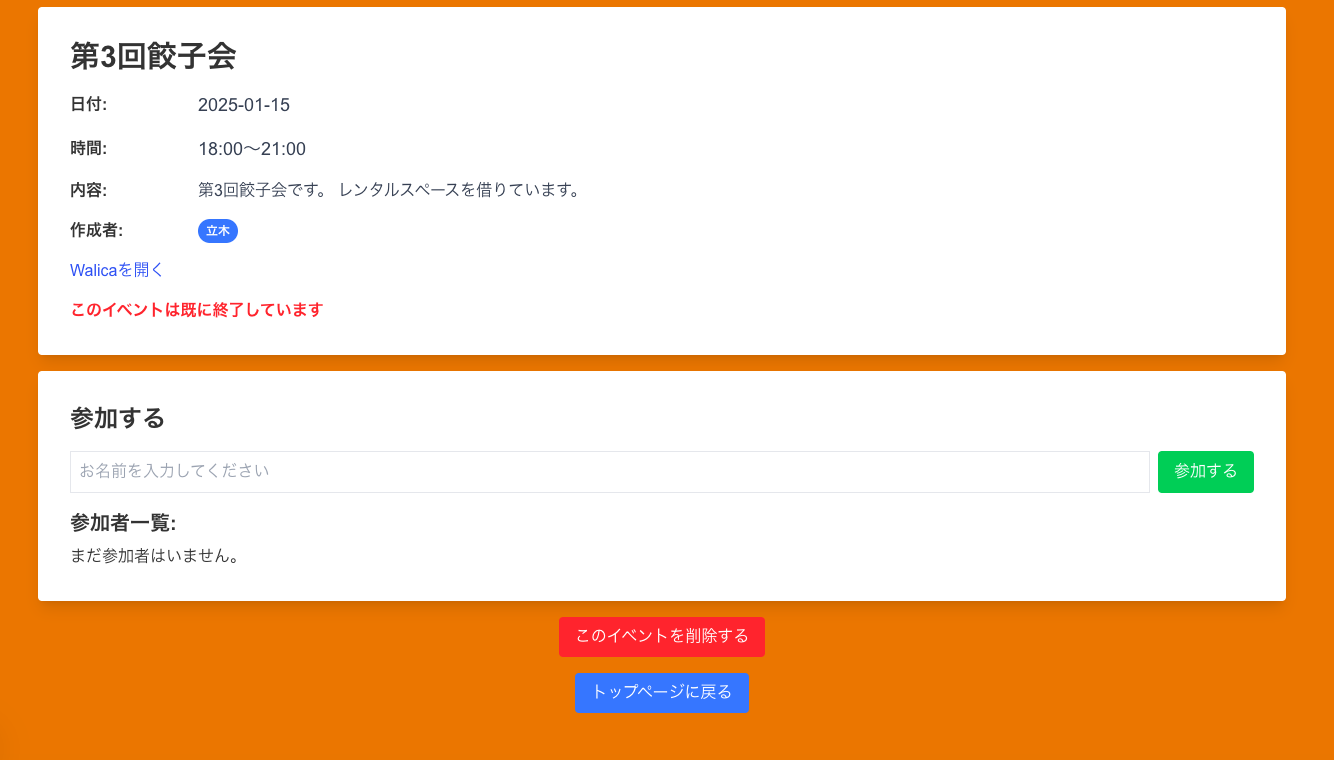 第3回餃子会
日付: 2025-01-15
時間: 18:00〜21:00
内容: 第3回餃子会です。 レンタルスペースを借りています。
作成者: 立木
Walicaを開く
このイベントは既に終了しています
参加する
お名前を入力してください 参加する
参加者一覧:
まだ参加者はいません。
このイベントを削除する
トップページに戻る